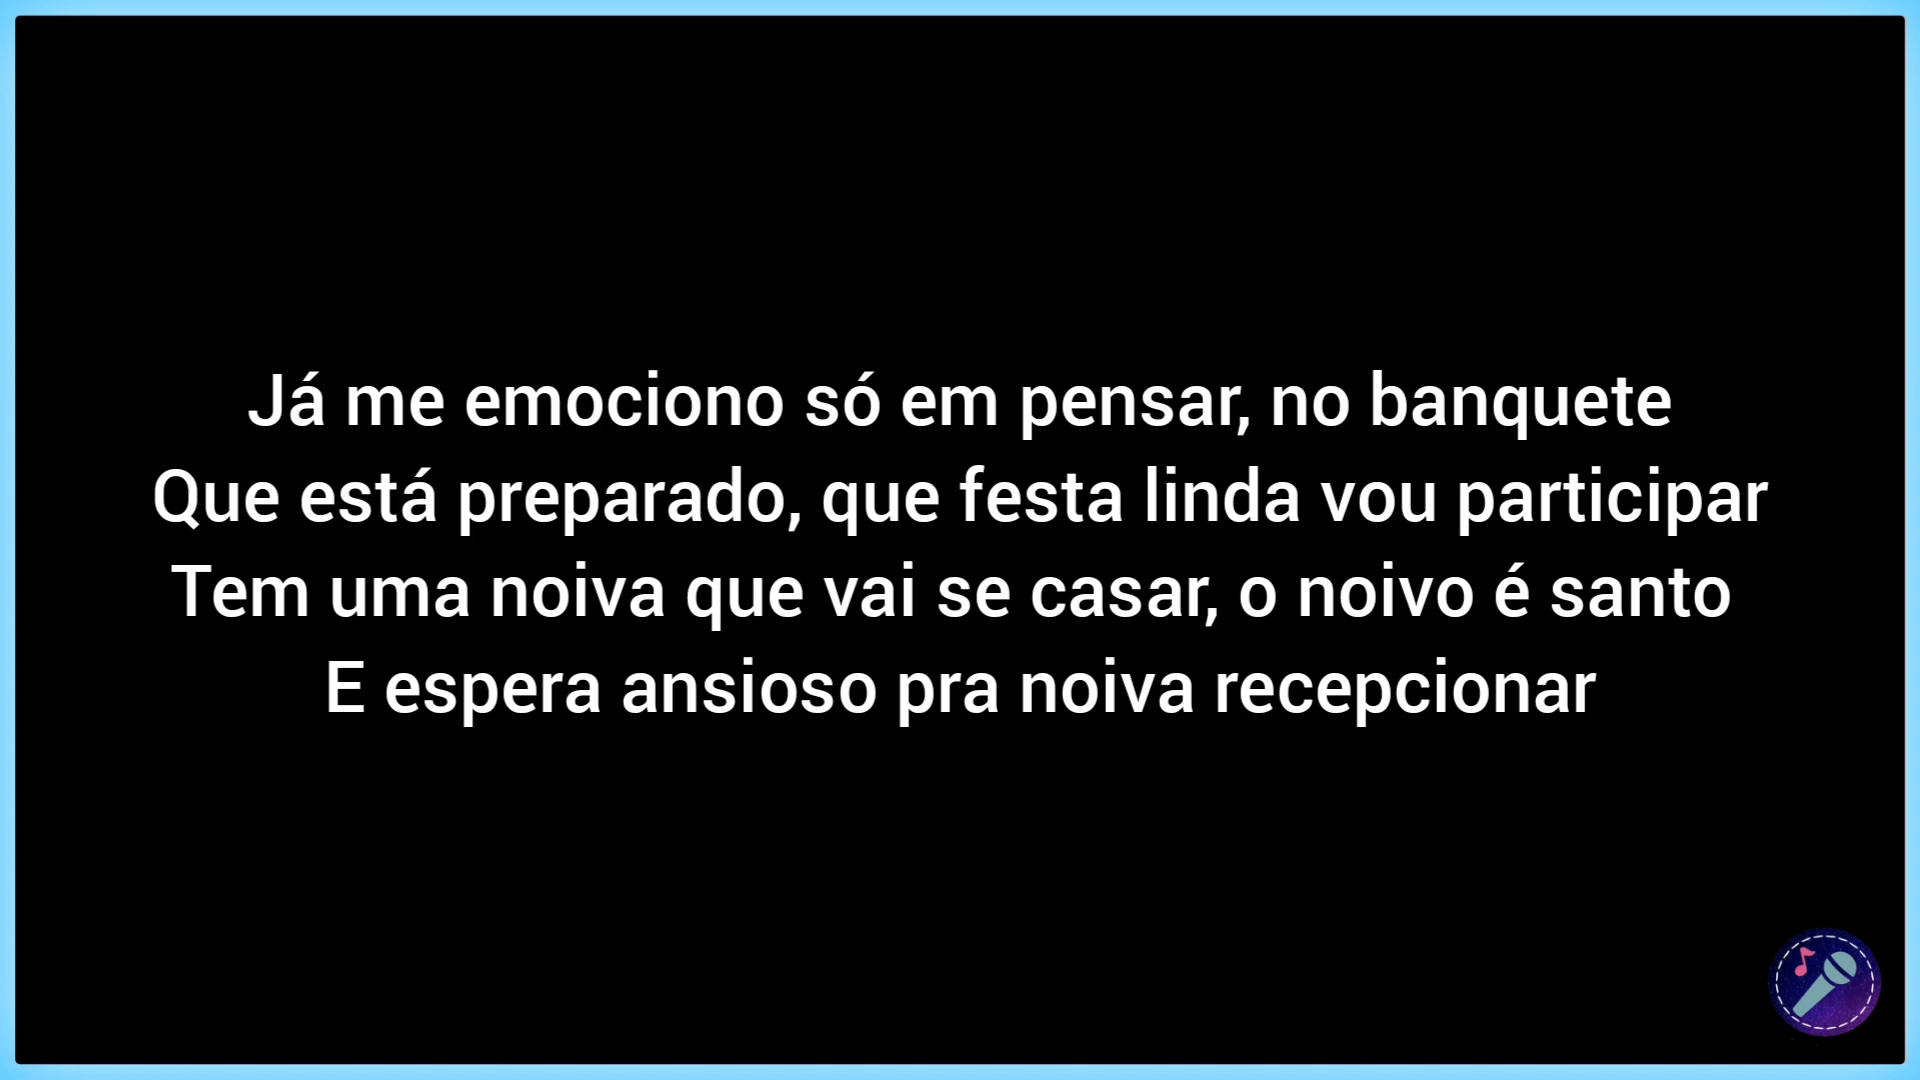 Já me emociono só em pensar, no banquete
Que está preparado, que festa linda vou participar
Tem uma noiva que vai se casar, o noivo é santo
E espera ansioso pra noiva recepcionar